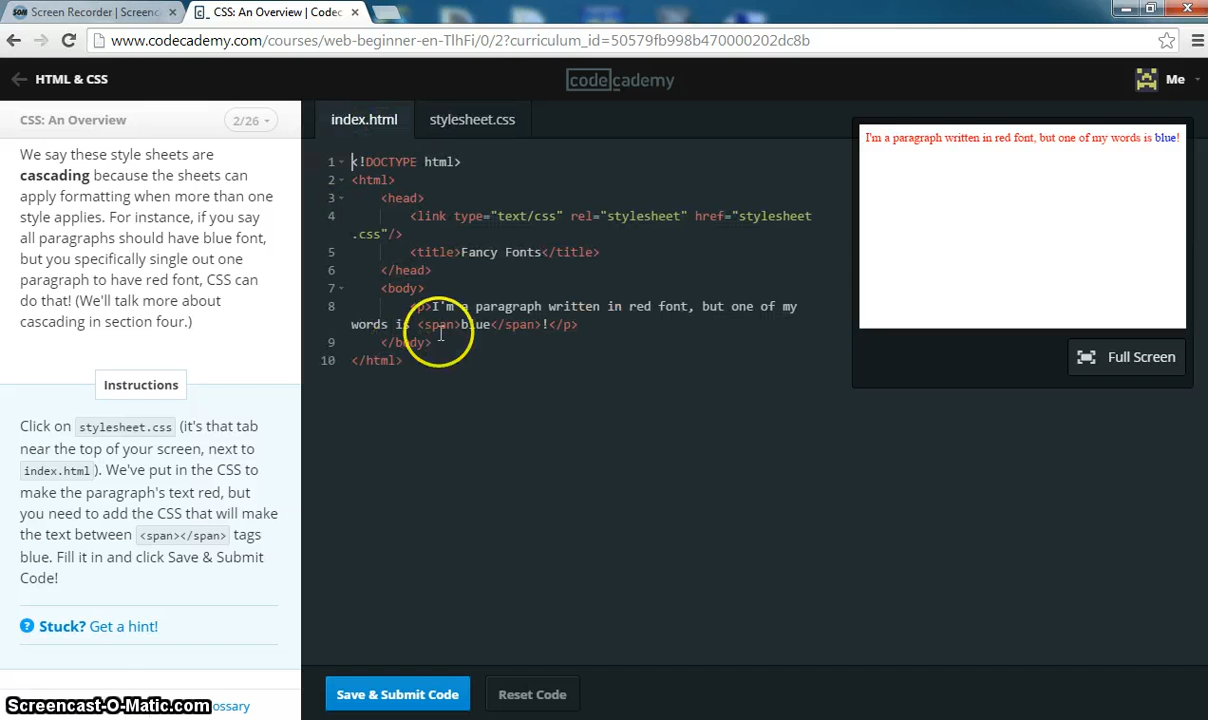 Screen Recorder | Screenc
CSS: An Overview | Codec
www.codecademy.com/courses/web-beginner-en-TlhFi/0/2?curriculum_id=50579fb998b470000202dc8b
HTML & CSS
codecademy
Me
CSS: An Overview
2/26
index.html
stylesheet.css
We say these style sheets are
cascading because the sheets can
apply formatting when more than one
style applies. For instance, if you say
all paragraphs should have blue font,
but you specifically single out one
paragraph to have red font, CSS can
do that! (We'll talk more about
cascading in section four.)
Instructions
Click on stylesheet.css (it's that tab
near the top of your screen, next to
index.html). We've put in the CSS to
make the paragraph's text red, but
you need to add the CSS that will make
the text between <span></span> tags
blue. Fill it in and click Save & Submit
Code!
? Stuck? Get a hint!
Screencast-O-Matic.com
ossary
1 <!DOCTYPE html>
2 <html>
3 <head>
4 <link type="text/css" rel="stylesheet" href="stylesheet
.css"/>
5 <title>Fancy Fonts</title>
6 </head>
7 <body>
8 <p>I'm a paragraph written in red font, but one of my
words is <span>blue</span>!</p>
9 </body>
10 </html>
I'm a paragraph written in red font, but one of my words is blue!
Full Screen
Save & Submit Code
Reset Code